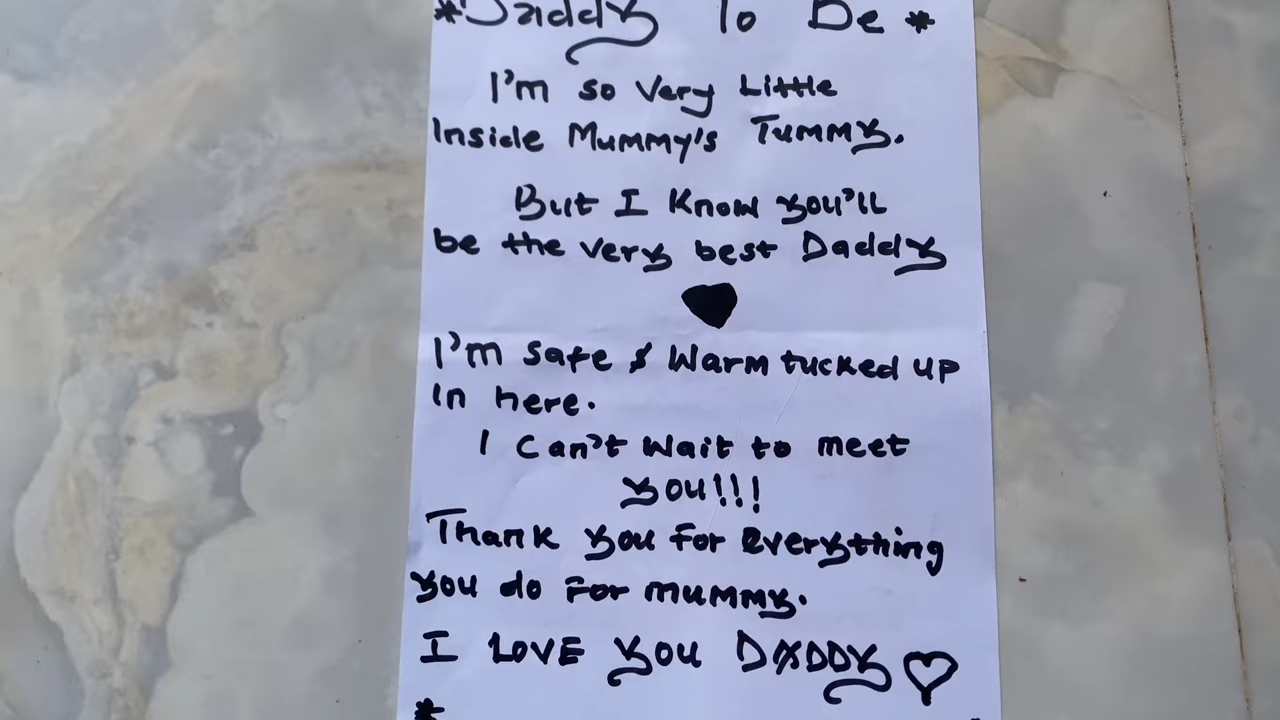 *Daddy To Be*
I'm so very Little
Inside Mummy's Tummy.
But I Know you'll
be the very best Daddy
I'm safe & Warm tucked up
In here.
I Can't Wait to meet
you!!!
Thank you For everything
you do For mummy.
I LOVE you DADDY
*